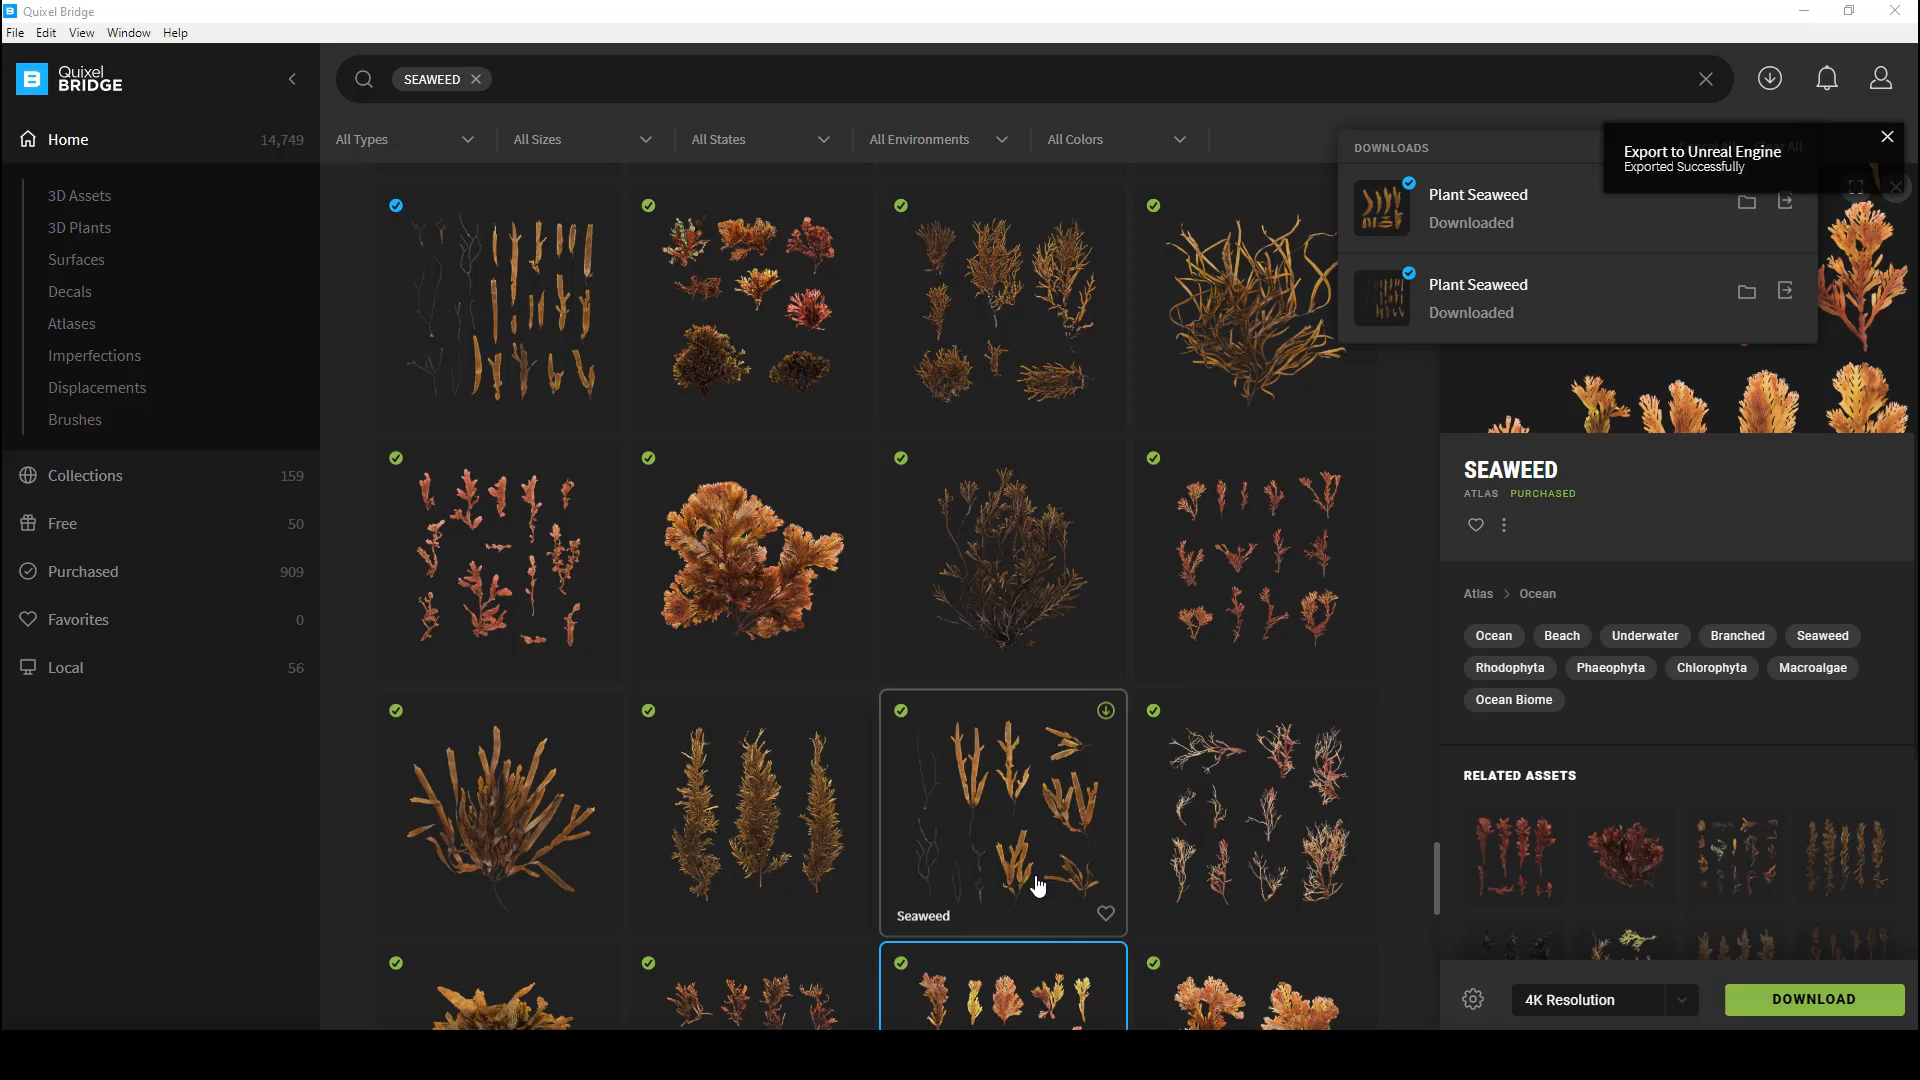 Quixel Bridge
File Edit View Window Help
Quixel
BRIDGE
SEAWEED
Home 14,749
3D Assets
3D Plants
Surfaces
Decals
Atlases
Imperfections
Displacements
Brushes
Collections 159
Free 50
Purchased 909
Favorites 0
Local 56
All Types All Sizes All States All Environments All Colors
DOWNLOADS
Export to Unreal Engine
Exported Successfully
Plant Seaweed
Downloaded
Plant Seaweed
Downloaded
Seaweed
SEAWEED
ATLAS PURCHASED
Atlas > Ocean
Ocean Beach Underwater Branched Seaweed
Rhodophyta Phaeophyta Chlorophyta Macroalgae
Ocean Biome
RELATED ASSETS
4K Resolution DOWNLOAD